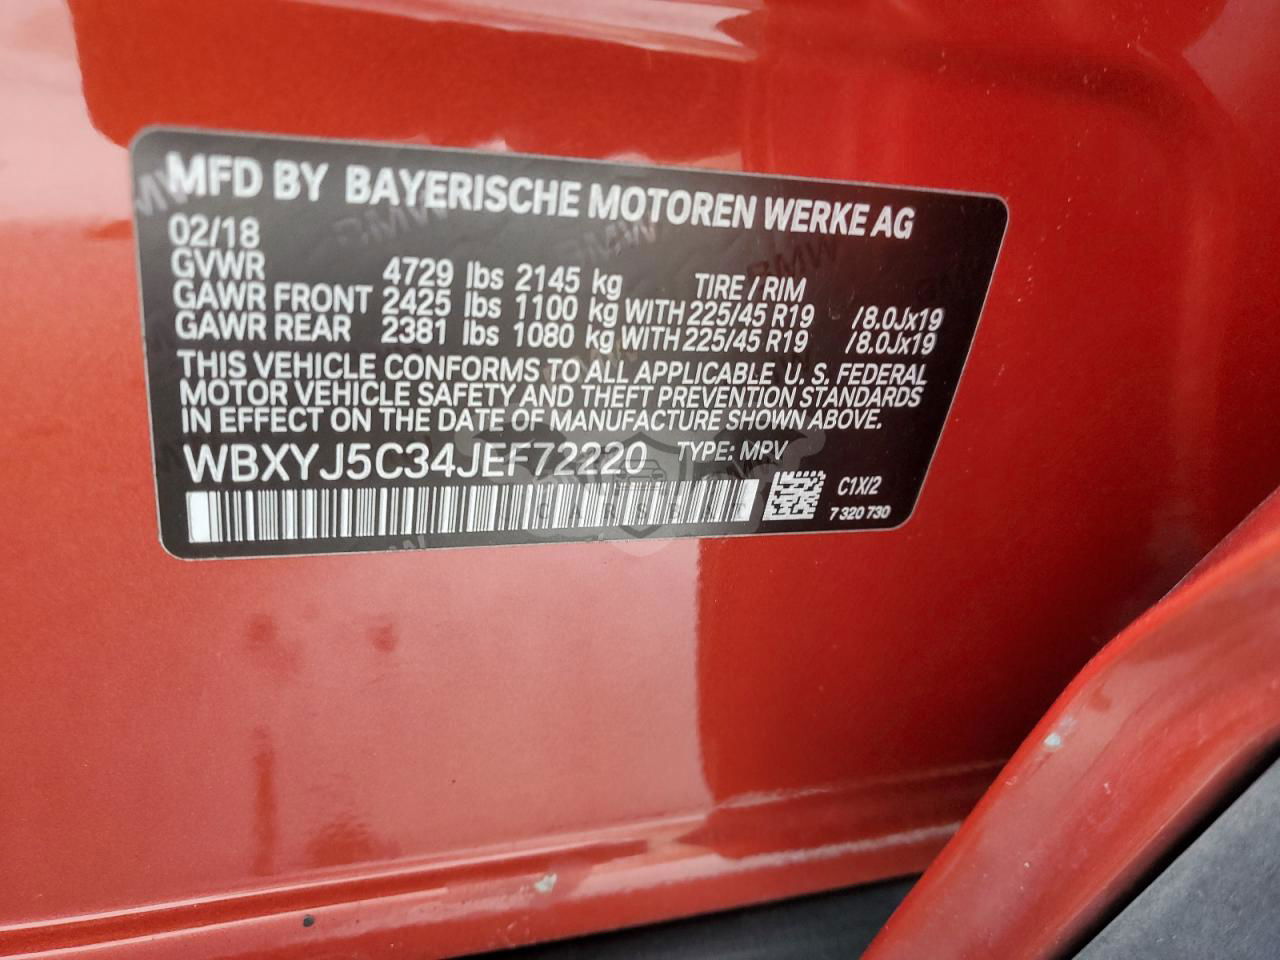 MFD BY BAYERISCHE MOTOREN WERKE AG
02/18
GVWR 4729 lbs 2145 kg TIRE / RIM
GAWR FRONT 2425 lbs 1100 kg WITH 225/45 R19 /8.0Jx19
GAWR REAR 2381 lbs 1080 kg WITH 225/45 R19 /8.0Jx19
THIS VEHICLE CONFORMS TO ALL APPLICABLE U. S. FEDERAL
MOTOR VEHICLE SAFETY AND THEFT PREVENTION STANDARDS
IN EFFECT ON THE DATE OF MANUFACTURE SHOWN ABOVE.
WBXYJ5C34JEF72220 TYPE: MPV
C1X/2
7 320 730